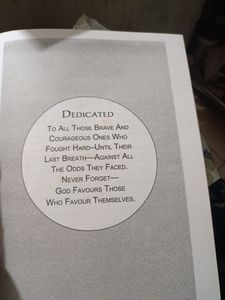 DEDICATED
TO ALL THOSE BRAVE AND
COURAGEOUS ONES WHO
FOUGHT HARD–UNTIL THEIR
LAST BREATH—AGAINST ALL
THE ODDS THEY FACED.
NEVER FORGET—
GOD FAVOURS THOSE
WHO FAVOUR THEMSELVES.